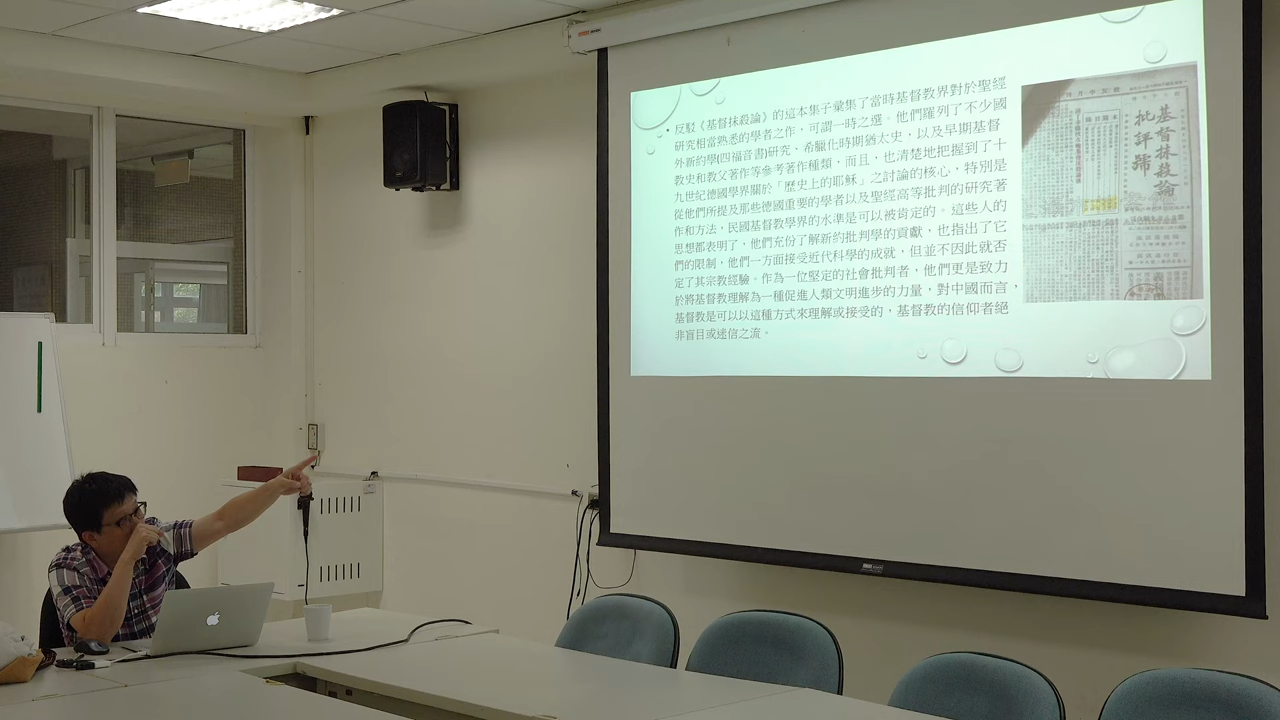 • 反駁《基督抹殺論》的這本集子彙集了當時基督教界對於聖經
研究相當熟悉的學者之作，可謂一時之選。他們羅列了不少國
外新約學(四福音書)研究、希臘化時期猶太史，以及早期基督
教史和教父著作等參考著作種類，而且，也清楚地把握到了十
九世紀德國學界關於「歷史上的耶穌」之討論的核心，特別是
從他們所提及那些德國重要的學者以及聖經高等批判的研究著
作和方法，民國基督教學界的水準是可以被肯定的。這些人的
思想都表明了，他們充份了解新約批判學的貢獻，也指出了它
們的限制，他們一方面接受近代科學的成就，但並不因此就否
定了其宗教經驗。作為一位堅定的社會批判者，他們更是致力
於將基督教理解為一種促進人類文明進步的力量，對中國而言，
基督教是可以以這種方式來理解或接受的，基督教的信仰者絕
非盲目或迷信之流。
基督抹殺論
批評號